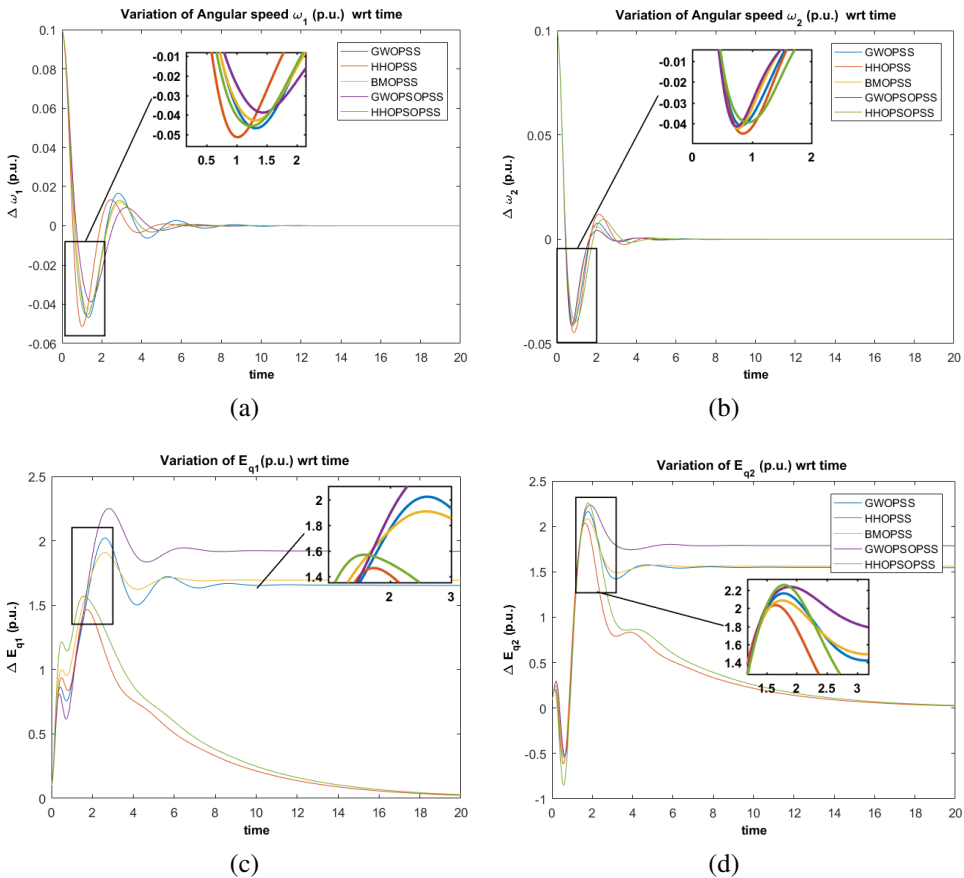 Variation of Angular speed ω1 (p.u.) wrt time
0.1
0.08
0.06
0.04
0.02
0
-0.02
-0.04
-0.06
Δ ω1 (p.u.)
-0.01
-0.01
-0.03
-0.04
-0.05
0.5 1 1.5 2
GWOPSS
HHOPSS
BMOPSS
GWOPSOPSS
HHOPSOPSS
0 2 4 6 8 10 12 14 16 18 20
time
(a)
Variation of Angular speed ω2 (p.u.) wrt time
0.1
0.05
0
-0.05
Δ ω2 (p.u.)
-0.01
-0.01
-0.03
-0.04
0 1 2
GWOPSS
HHOPSS
BMOPSS
GWOPSOPSS
HHOPSOPSS
0 2 4 6 8 10 12 14 16 18 20
time
(b)
Variation of Eq1(p.u.) wrt time
2.5
2
1.5
1
0.5
0
Δ Eq1 (p.u.)
2
1.8
1.6
1.4
2 3
0 2 4 6 8 10 12 14 16 18 20
time
(c)
Variation of Eq2 (p.u.) wrt time
2.5
2
1.5
1
0.5
0
-0.5
-1
Δ Eq2 (p.u.)
GWOPSS
HHOPSS
BMOPSS
GWOPSOPSS
HHOPSOPSS
2.2
2
1.8
1.6
1.4
1.5 2 2.5 3
0 2 4 6 8 10 12 14 16 18 20
time
(d)